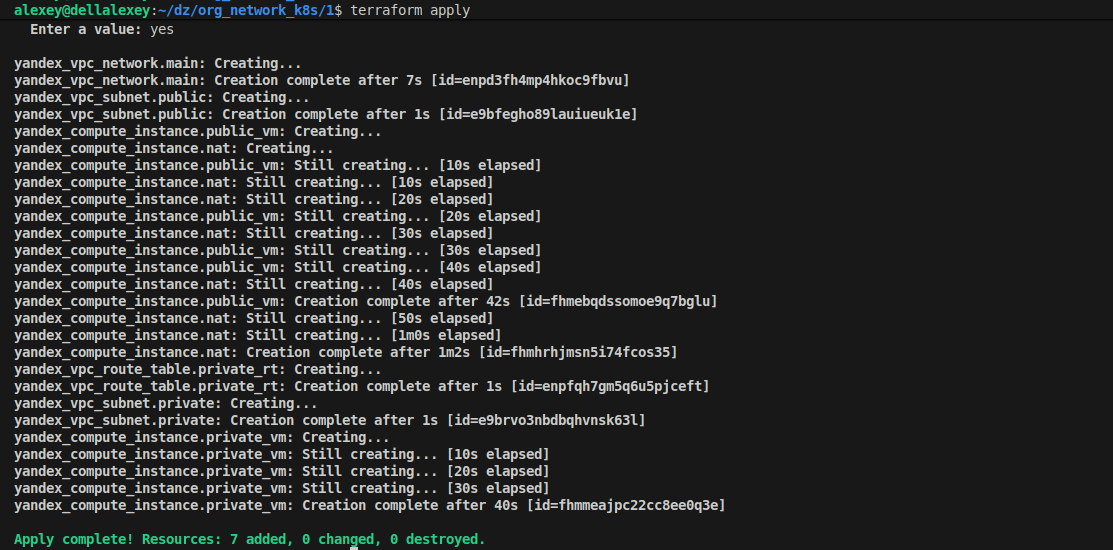 alexey@dellalexey:~/dz/org_network_k8s/1$ terraform apply
Enter a value: yes
yandex_vpc_network.main: Creating...
yandex_vpc_network.main: Creation complete after 7s [id=enpd3fh4mp4hkoc9fbvu]
yandex_vpc_subnet.public: Creating...
yandex_vpc_subnet.public: Creation complete after 1s [id=e9bfegho89lauiueuk1e]
yandex_compute_instance.public_vm: Creating...
yandex_compute_instance.nat: Creating...
yandex_compute_instance.public_vm: Still creating... [10s elapsed]
yandex_compute_instance.nat: Still creating... [10s elapsed]
yandex_compute_instance.nat: Still creating... [20s elapsed]
yandex_compute_instance.public_vm: Still creating... [20s elapsed]
yandex_compute_instance.nat: Still creating... [30s elapsed]
yandex_compute_instance.public_vm: Still creating... [30s elapsed]
yandex_compute_instance.public_vm: Still creating... [40s elapsed]
yandex_compute_instance.nat: Still creating... [40s elapsed]
yandex_compute_instance.public_vm: Creation complete after 42s [id=fhmebqdssomoe9q7bglu]
yandex_compute_instance.nat: Still creating... [50s elapsed]
yandex_compute_instance.nat: Still creating... [1m0s elapsed]
yandex_compute_instance.nat: Creation complete after 1m2s [id=fhmhrhjmsn5i74fcos35]
yandex_vpc_route_table.private_rt: Creating...
yandex_vpc_route_table.private_rt: Creation complete after 1s [id=enpfqh7gm5q6u5pjceft]
yandex_vpc_subnet.private: Creating...
yandex_vpc_subnet.private: Creation complete after 1s [id=e9brvo3nbdbqhvnsk63l]
yandex_compute_instance.private_vm: Creating...
yandex_compute_instance.private_vm: Still creating... [10s elapsed]
yandex_compute_instance.private_vm: Still creating... [20s elapsed]
yandex_compute_instance.private_vm: Still creating... [30s elapsed]
yandex_compute_instance.private_vm: Creation complete after 40s [id=fhmmeajpc22cc8ee0q3e]
Apply complete! Resources: 7 added, 0 changed, 0 destroyed.